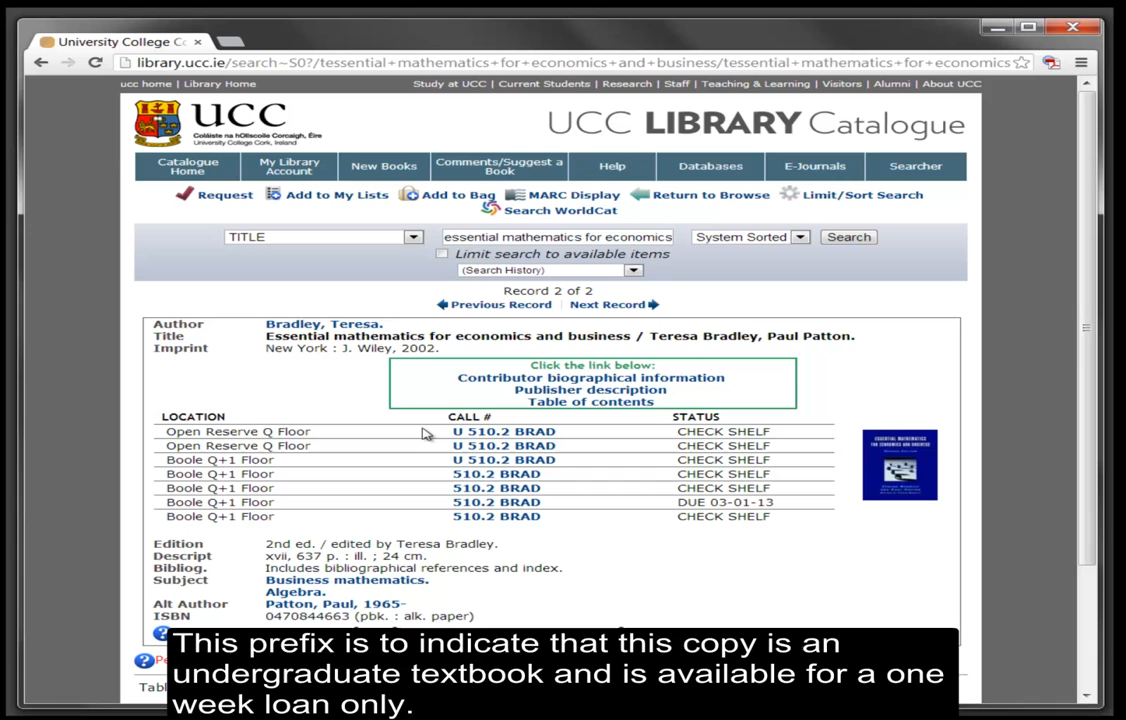 University College Co
library.ucc.ie/search~S0?/tessential+mathematics+for+economics+and+business/tessential+mathematics+for+economics
ucc home | Library Home
Study at UCC | Current Students | Research | Staff | Teaching & Learning | Visitors | Alumni | About UCC
UCC
Coláiste na hOllscoile Corcaigh, Éire
University College Cork, Ireland
UCC LIBRARY Catalogue
Catalogue Home
My Library Account
New Books
Comments/Suggest a Book
Help
Databases
E-Journals
Searcher
Request Add to My Lists Add to Bag MARC Display Return to Browse Limit/Sort Search
Search WorldCat
TITLE essential mathematics for economics System Sorted Search
Limit search to available items
(Search History)
Record 2 of 2
Previous Record | Next Record
Author Bradley, Teresa.
Title Essential mathematics for economics and business / Teresa Bradley, Paul Patton.
Imprint New York : J. Wiley, 2002.
Click the link below:
Contributor biographical information
Publisher description
Table of contents
LOCATION CALL # STATUS
Open Reserve Q Floor U 510.2 BRAD CHECK SHELF
Open Reserve Q Floor U 510.2 BRAD CHECK SHELF
Boole Q+1 Floor U 510.2 BRAD CHECK SHELF
Boole Q+1 Floor 510.2 BRAD CHECK SHELF
Boole Q+1 Floor 510.2 BRAD CHECK SHELF
Boole Q+1 Floor 510.2 BRAD DUE 03-01-13
Boole Q+1 Floor 510.2 BRAD CHECK SHELF
ESSENTIAL MATHEMATICS
FOR ECONOMICS AND BUSINESS
Edition 2nd ed. / edited by Teresa Bradley.
Descript xvii, 637 p. : ill. ; 24 cm.
Bibliog. Includes bibliographical references and index.
Subject Business mathematics.
Algebra.
Alt Author Patton, Paul, 1965-
ISBN 0470844663 (pbk. : alk. paper)
This prefix is to indicate that this copy is an
undergraduate textbook and is available for a one
week loan only.